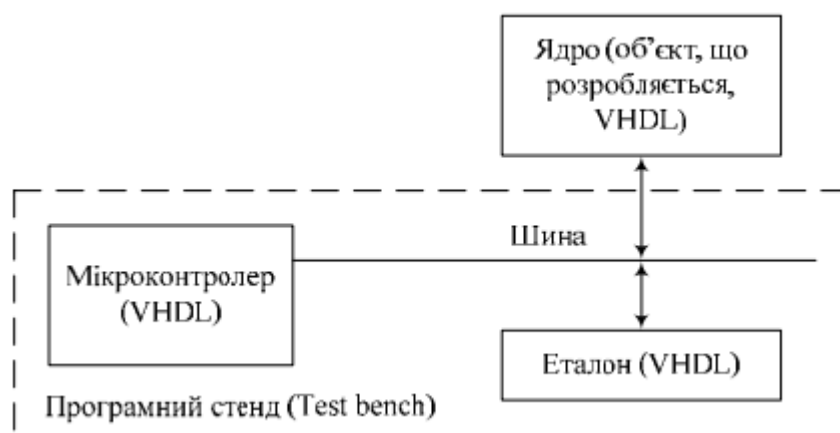 Ядро (об’єкт, що
розробляється,
VHDL)
Шина
Мікроконтролер
(VHDL)
Еталон (VHDL)
Програмний стенд (Test bench)